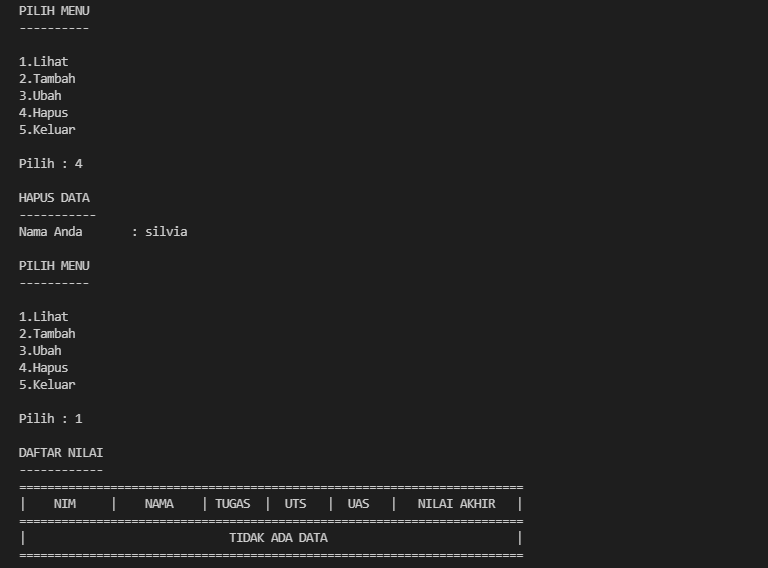 PILIH MENU
----------
1.Lihat
2.Tambah
3.Ubah
4.Hapus
5.Keluar
Pilih : 4
HAPUS DATA
-----------
Nama Anda       : silvia
PILIH MENU
----------
1.Lihat
2.Tambah
3.Ubah
4.Hapus
5.Keluar
Pilih : 1
DAFTAR NILAI
------------
========================================================================
|    NIM     |    NAMA    | TUGAS  |  UTS   |  UAS   |   NILAI AKHIR   |
========================================================================
|                             TIDAK ADA DATA                           |
========================================================================